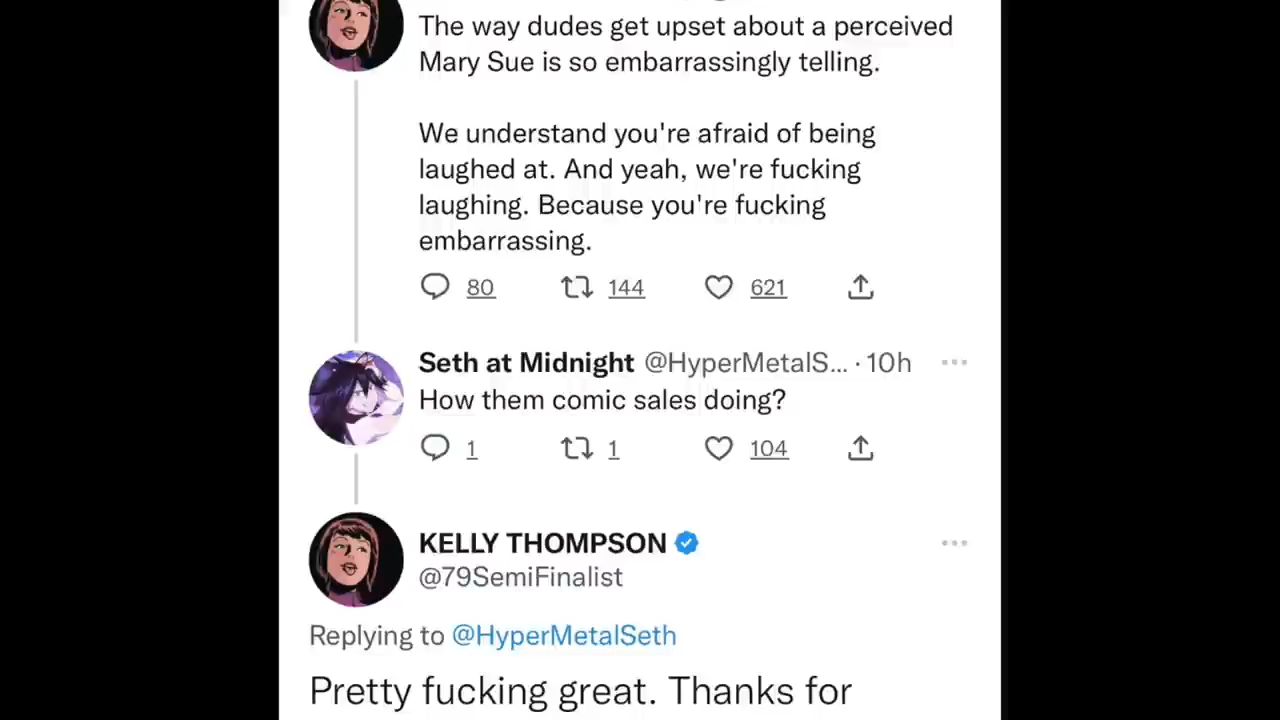 The way dudes get upset about a perceived
Mary Sue is so embarrassingly telling.
We understand you're afraid of being
laughed at. And yeah, we're fucking
laughing. Because you're fucking
embarrassing.
80 144 621
Seth at Midnight @HyperMetalS... · 10h
How them comic sales doing?
1 1 104
KELLY THOMPSON
@79SemiFinalist
Replying to @HyperMetalSeth
Pretty fucking great. Thanks for